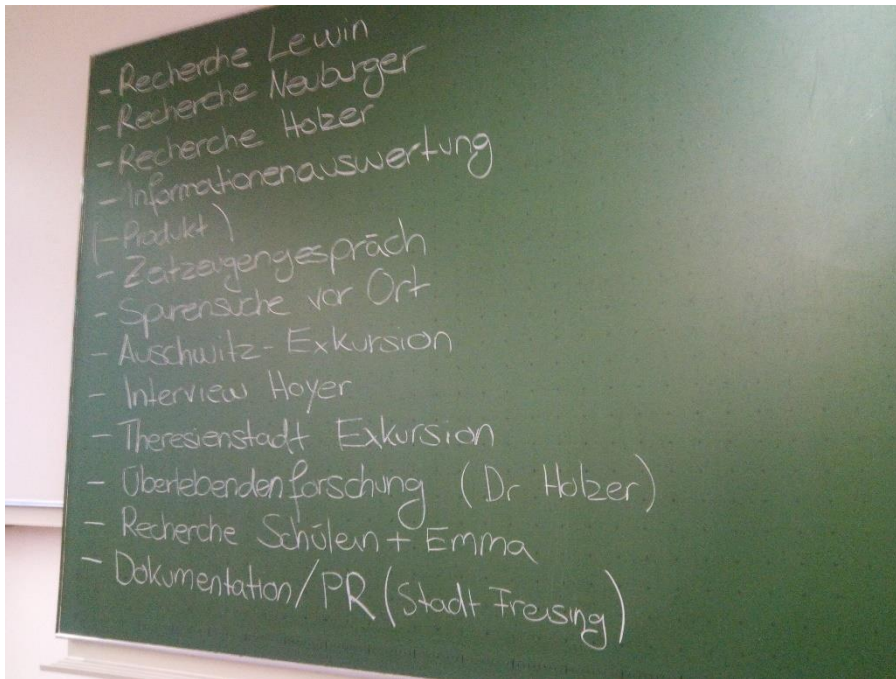 - Recherche Lewin
- Recherche Neuburger
- Recherche Holzer
- Informationenauswertung
(- Produkt)
- Zeitzeugengespräch
- Spurensuche vor Ort
- Auschwitz-Exkursion
- Interview Hoyer
- Theresienstadt Exkursion
- Überlebendenforschung (Dr Holzer)
- Recherche Schülein + Emma
- Dokumentation/PR (Stadt Freising)